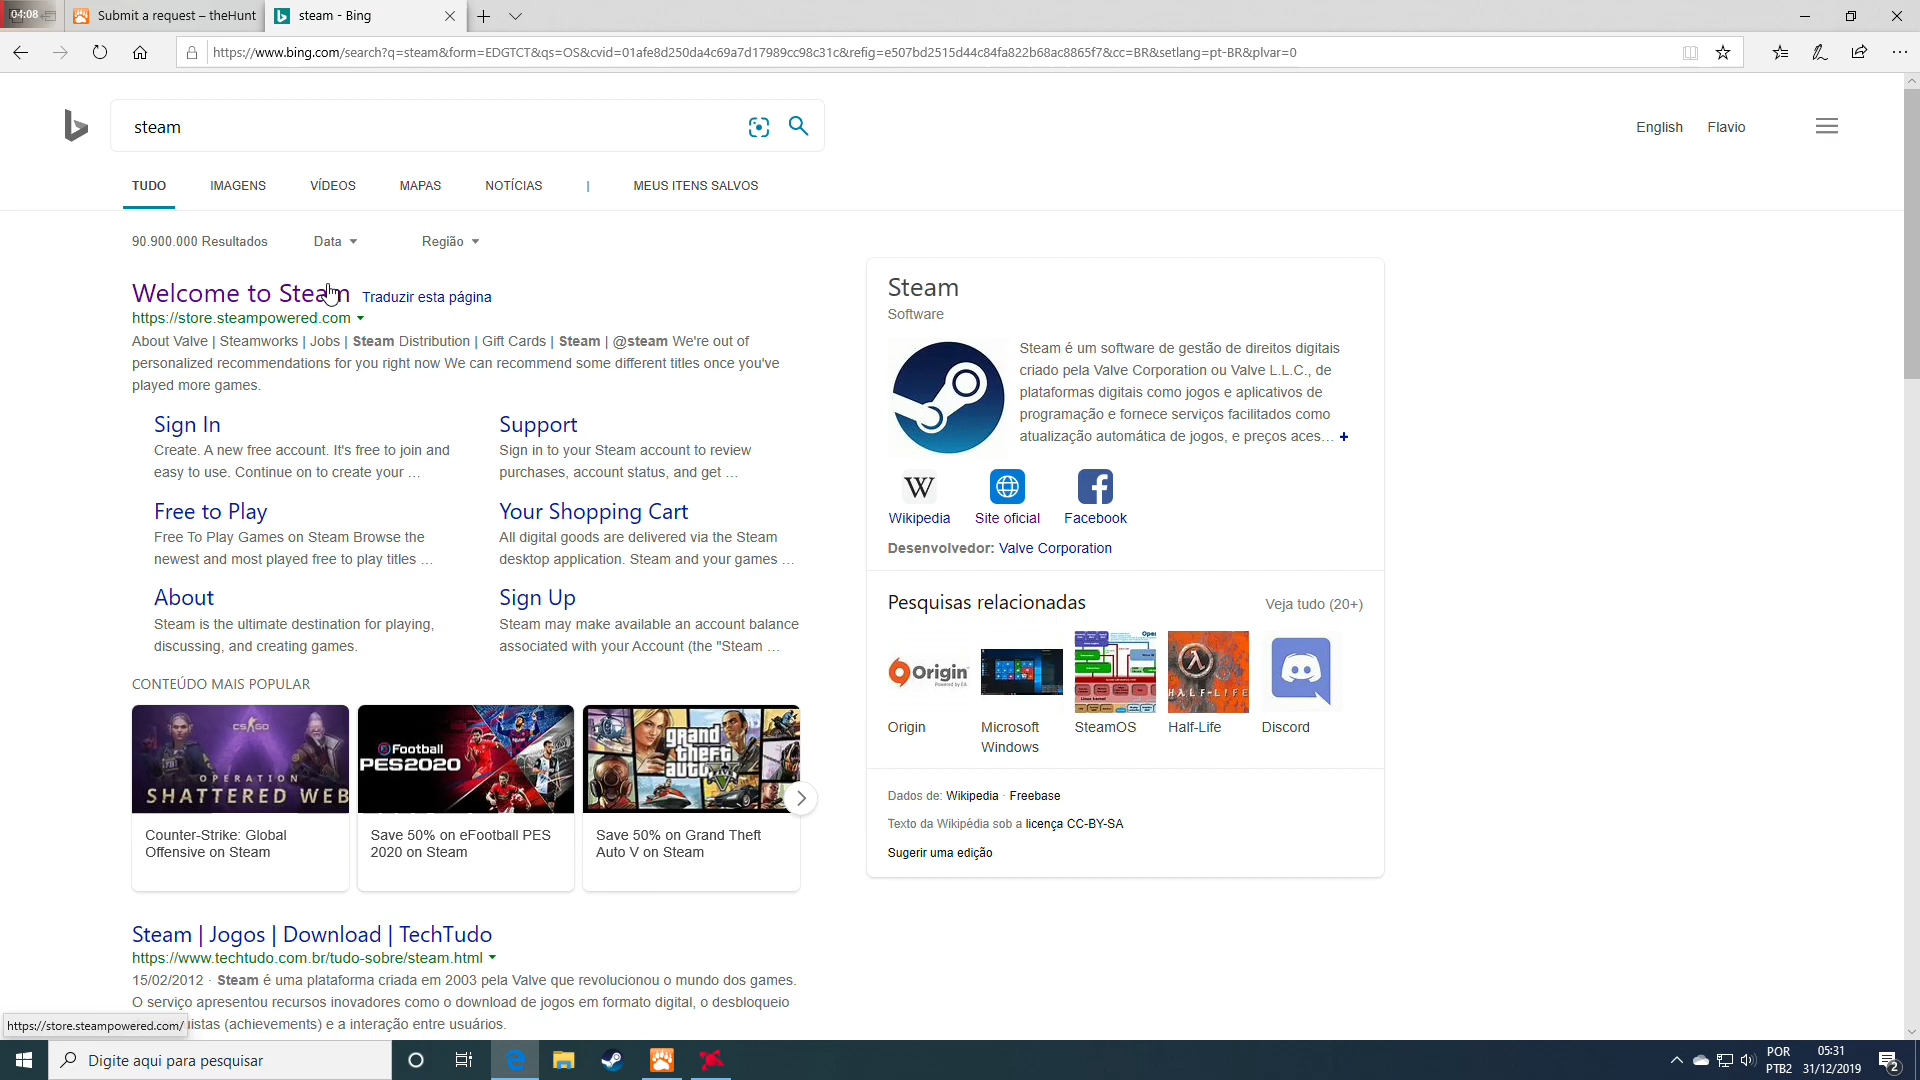 04:08
Submit a request – theHunt
steam - Bing
https://www.bing.com/search?q=steam&form=EDGTCT&qs=OS&cvid=01afe8d250da4c69a7d17989cc98c31c&refig=e507bd2515d44c84fa822b68ac8865f7&cc=BR&setlang=pt-BR&plvar=0
steam
English Flavio
TUDO IMAGENS VÍDEOS MAPAS NOTÍCIAS | MEUS ITENS SALVOS
90.900.000 Resultados Data Região
Welcome to Steam Traduzir esta página
https://store.steampowered.com
About Valve | Steamworks | Jobs | Steam Distribution | Gift Cards | Steam | @steam We're out of
personalized recommendations for you right now We can recommend some different titles once you've
played more games.
Sign In
Create. A new free account. It's free to join and
easy to use. Continue on to create your ...
Support
Sign in to your Steam account to review
purchases, account status, and get ...
Free to Play
Free To Play Games on Steam Browse the
newest and most played free to play titles ...
Your Shopping Cart
All digital goods are delivered via the Steam
desktop application. Steam and your games ...
About
Steam is the ultimate destination for playing,
discussing, and creating games.
Sign Up
Steam may make available an account balance
associated with your Account (the "Steam ...
CONTEÚDO MAIS POPULAR
CS GO
OPERATION
SHATTERED WEB
eFootball
PES2020
grand
theft
auto V
Counter-Strike: Global
Offensive on Steam
Save 50% on eFootball PES
2020 on Steam
Save 50% on Grand Theft
Auto V on Steam
Steam | Jogos | Download | TechTudo
https://www.techtudo.com.br/tudo-sobre/steam.html
15/02/2012 · Steam é uma plataforma criada em 2003 pela Valve que revolucionou o mundo dos games.
O serviço apresentou recursos inovadores como o download de jogos em formato digital, o desbloqueio
uistas (achievements) e a interação entre usuários.
https://store.steampowered.com/
Steam
Software
Steam é um software de gestão de direitos digitais
criado pela Valve Corporation ou Valve L.L.C., de
plataformas digitais como jogos e aplicativos de
programação e fornece serviços facilitados como
atualização automática de jogos, e preços aces... +
W
Wikipedia Site oficial Facebook
Desenvolvedor: Valve Corporation
Pesquisas relacionadas Veja tudo (20+)
Origin
Powered by EA
HALF-LIFE
Origin
Microsoft
Windows
SteamOS
Half-Life
Discord
Dados de: Wikipedia · Freebase
Texto da Wikipédia sob a licença CC-BY-SA
Sugerir uma edição
Digite aqui para pesquisar
POR
PTB2
05:31
31/12/2019
2